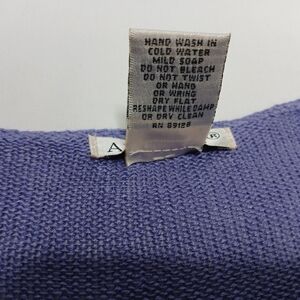 HAND WASH IN
COLD WATER
MILD SOAP
DO NOT BLEACH
DO NOT TWIST
OR HAND
OR WRING
DRY FLAT
RESHAPE WHILE DAMP
OR DRY CLEAN
RN 89128
A ®